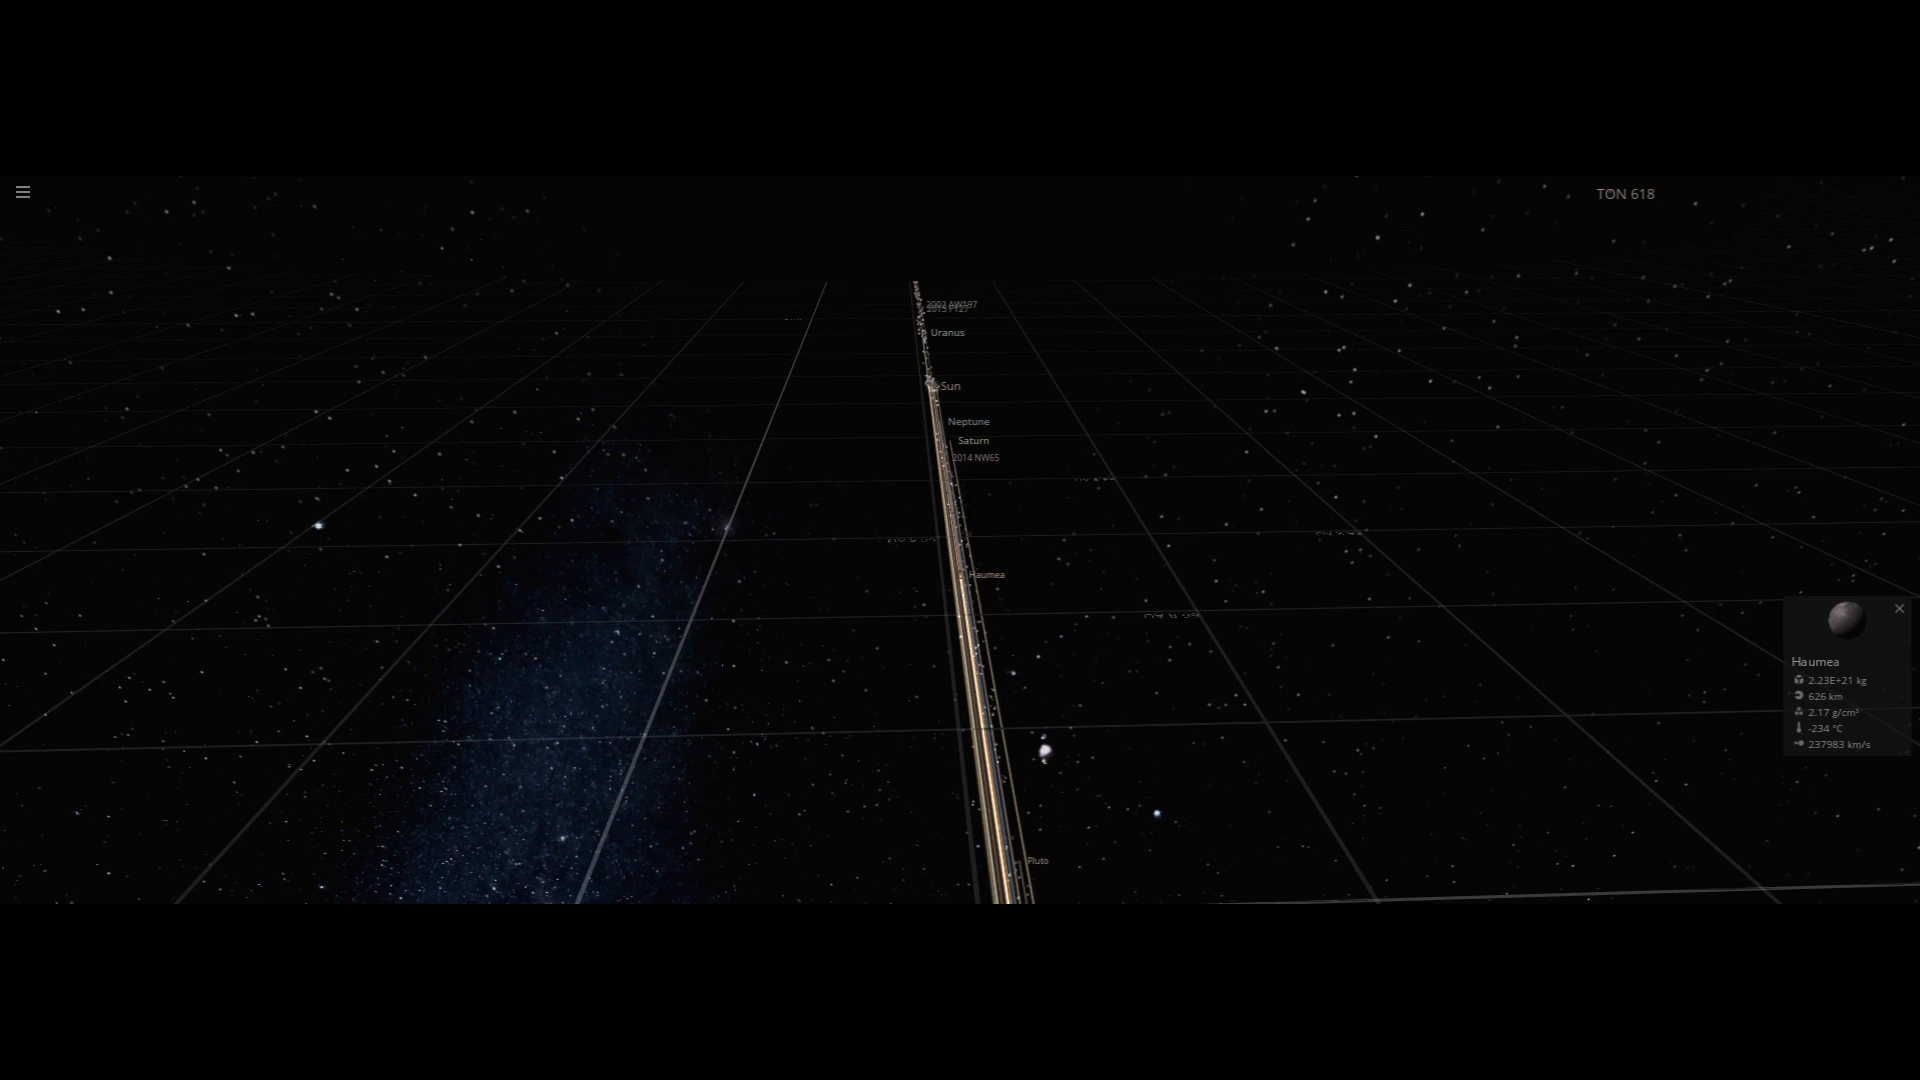 TON 618
2002 AW197
Uranus
Sun
Neptune
Saturn
2014 NW65
Haumea
Haumea
2.23E+21 kg
626 km
2.17 g/cm³
-234 °C
237983 km/s
Pluto